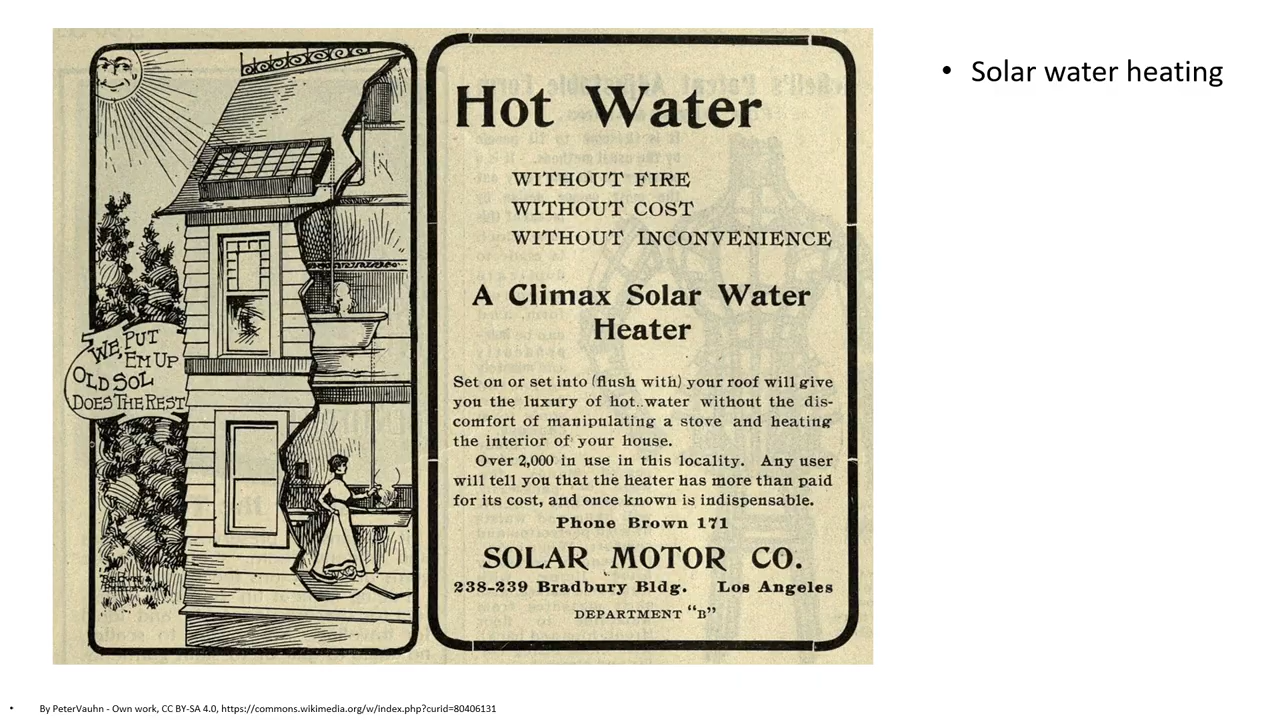 WE PUT
'EM UP
OLD SOL
DOES THE REST
Hot Water
WITHOUT FIRE
WITHOUT COST
WITHOUT INCONVENIENCE
A Climax Solar Water
Heater
Set on or set into (flush with) your roof will give
you the luxury of hot water without the dis-
comfort of manipulating a stove and heating
the interior of your house.
Over 2,000 in use in this locality. Any user
will tell you that the heater has more than paid
for its cost, and once known is indispensable.
Phone Brown 171
SOLAR MOTOR CO.
238-239 Bradbury Bldg. Los Angeles
DEPARTMENT "B"
• Solar water heating
• By PeterVauhn - Own work, CC BY-SA 4.0, https://commons.wikimedia.org/w/index.php?curid=80406131